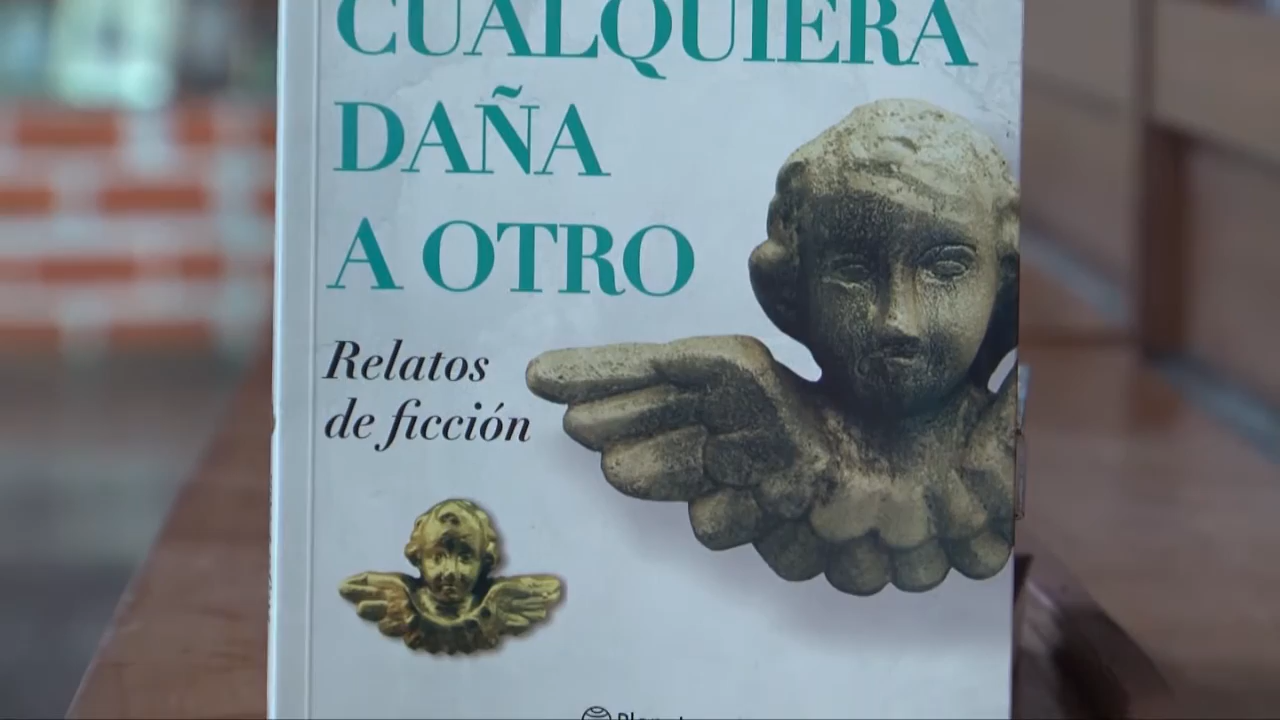 CUALQUIERA
DAÑA
A OTRO
Relatos
de ficción